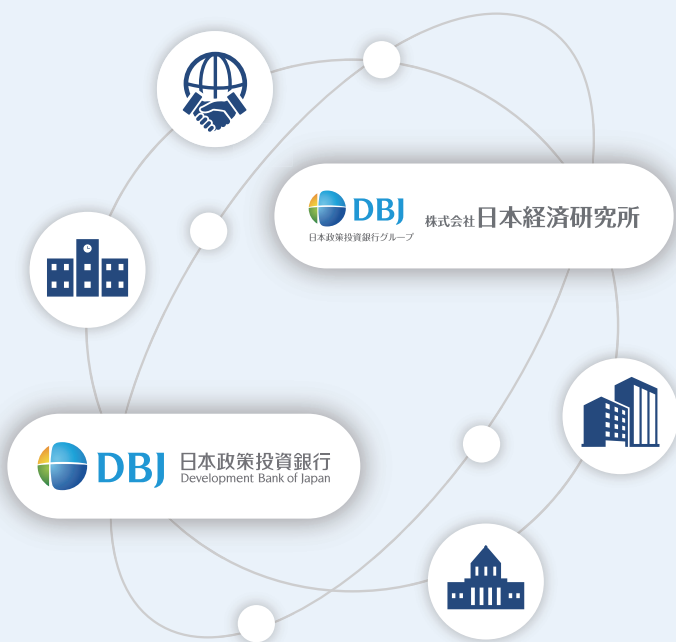 DBJ
日本政策投資銀行グループ
株式会社日本経済研究所
DBJ
日本政策投資銀行
Development Bank of Japan